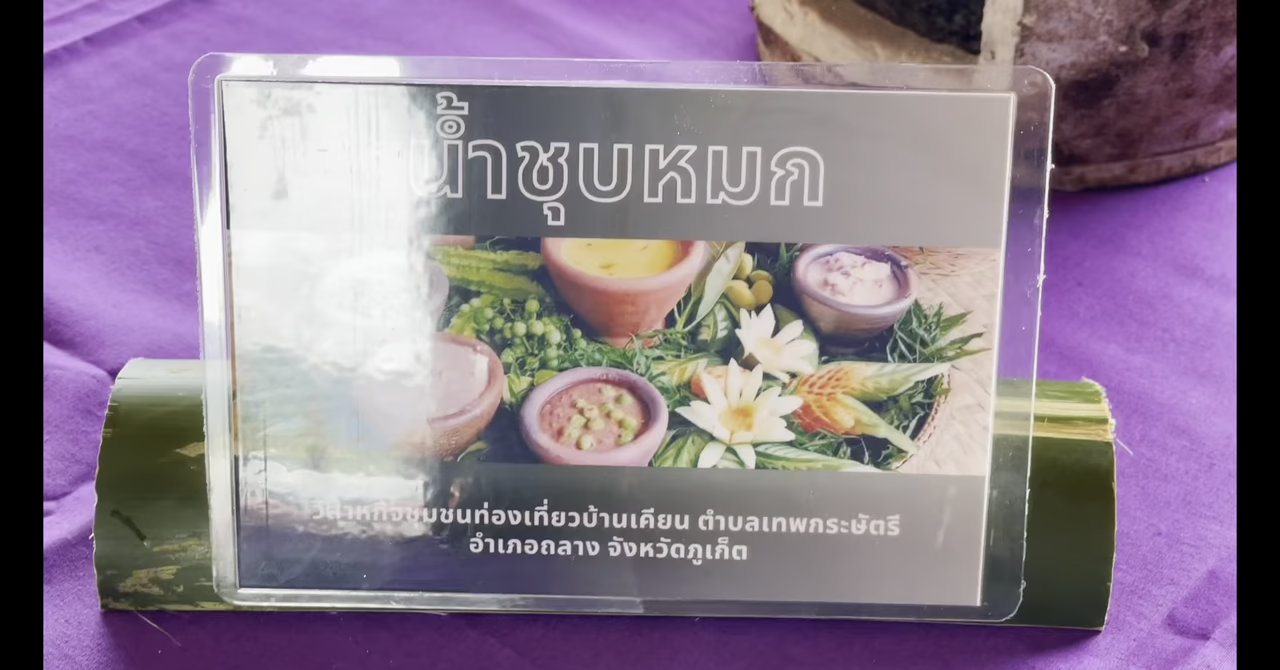 น้ำชุบหมก
วิสาหกิจชุมชนท่องเที่ยวบ้านเคียน ตำบลเทพกระษัตรี
อำเภอถลาง จังหวัดภูเก็ต